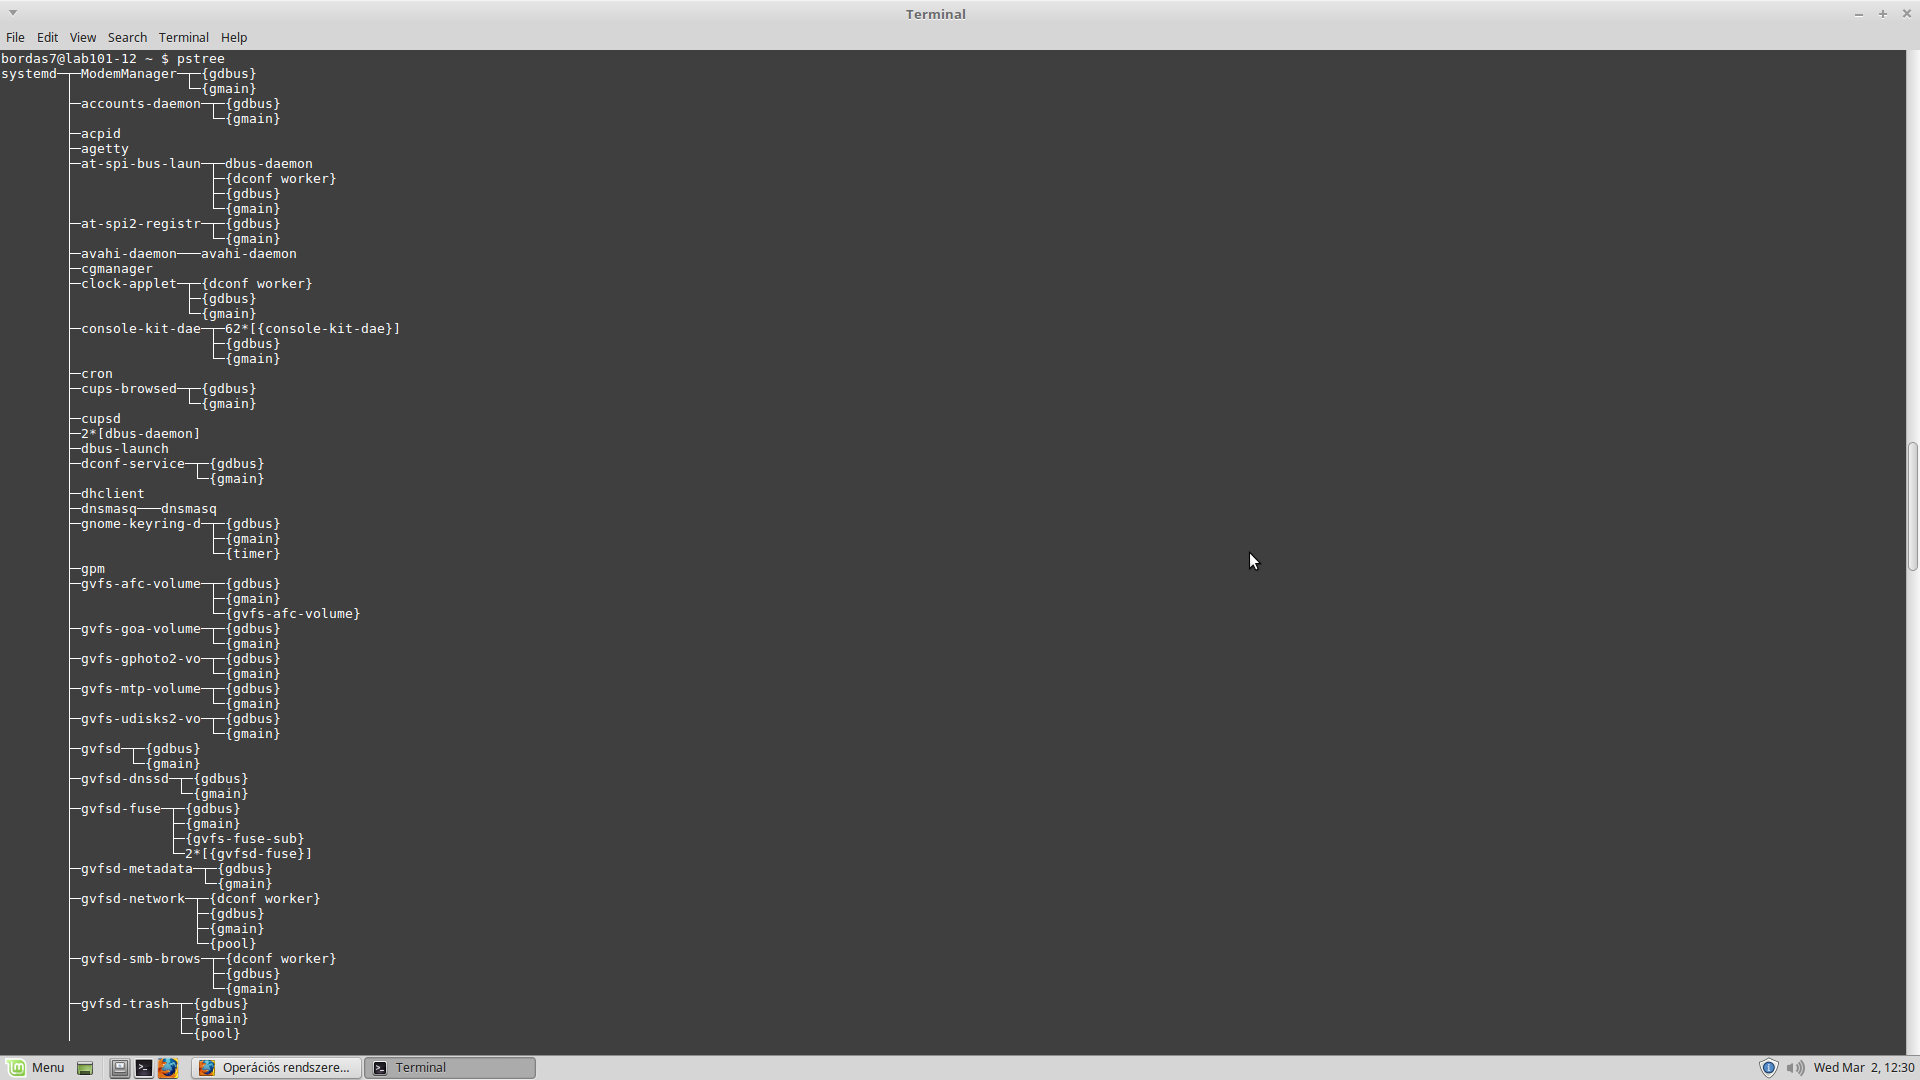 Terminal
File Edit View Search Terminal Help
bordas7@lab101-12 ~ $ pstree
systemd─┬─ModemManager─┬─{gdbus}
        │              └─{gmain}
        ├─accounts-daemon─┬─{gdbus}
        │                 └─{gmain}
        ├─acpid
        ├─agetty
        ├─at-spi-bus-laun─┬─dbus-daemon
        │                 ├─{dconf worker}
        │                 ├─{gdbus}
        │                 └─{gmain}
        ├─at-spi2-registr─┬─{gdbus}
        │                 └─{gmain}
        ├─avahi-daemon───avahi-daemon
        ├─cgmanager
        ├─clock-applet─┬─{dconf worker}
        │              ├─{gdbus}
        │              └─{gmain}
        ├─console-kit-dae─┬─62*[{console-kit-dae}]
        │                 ├─{gdbus}
        │                 └─{gmain}
        ├─cron
        ├─cups-browsed─┬─{gdbus}
        │              └─{gmain}
        ├─cupsd
        ├─2*[dbus-daemon]
        ├─dbus-launch
        ├─dconf-service─┬─{gdbus}
        │               └─{gmain}
        ├─dhclient
        ├─dnsmasq───dnsmasq
        ├─gnome-keyring-d─┬─{gdbus}
        │                 ├─{gmain}
        │                 └─{timer}
        ├─gpm
        ├─gvfs-afc-volume─┬─{gdbus}
        │                 ├─{gmain}
        │                 └─{gvfs-afc-volume}
        ├─gvfs-goa-volume─┬─{gdbus}
        │                 └─{gmain}
        ├─gvfs-gphoto2-vo─┬─{gdbus}
        │                 └─{gmain}
        ├─gvfs-mtp-volume─┬─{gdbus}
        │                 └─{gmain}
        ├─gvfs-udisks2-vo─┬─{gdbus}
        │                 └─{gmain}
        ├─gvfsd─┬─{gdbus}
        │       └─{gmain}
        ├─gvfsd-dnssd─┬─{gdbus}
        │             └─{gmain}
        ├─gvfsd-fuse─┬─{gdbus}
        │            ├─{gmain}
        │            ├─{gvfs-fuse-sub}
        │            └─2*[{gvfsd-fuse}]
        ├─gvfsd-metadata─┬─{gdbus}
        │                └─{gmain}
        ├─gvfsd-network─┬─{dconf worker}
        │               ├─{gdbus}
        │               ├─{gmain}
        │               └─{pool}
        ├─gvfsd-smb-brows─┬─{dconf worker}
        │                 ├─{gdbus}
        │                 └─{gmain}
        ├─gvfsd-trash─┬─{gdbus}
        │             ├─{gmain}
        │             └─{pool}
Menu Operációs rendszere... Terminal Wed Mar 2, 12:30